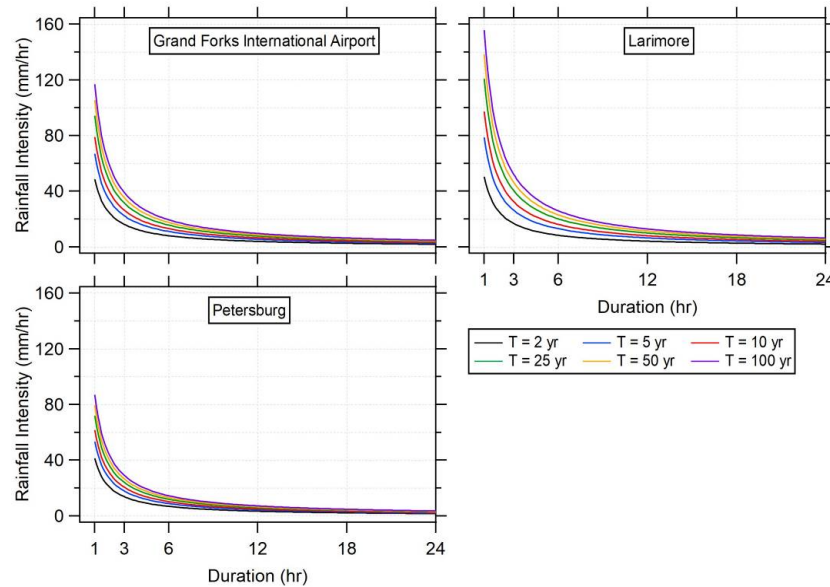 160
120
80
40
0
Rainfall Intensity (mm/hr)
Grand Forks International Airport
Larimore
1 3 6 12 18 24
Duration (hr)
160
120
80
40
0
Rainfall Intensity (mm/hr)
Petersburg
1 3 6 12 18 24
Duration (hr)
T = 2 yr T = 5 yr T = 10 yr
T = 25 yr T = 50 yr T = 100 yr